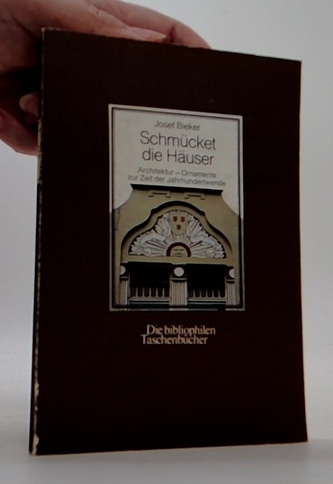 Josef Bieker
Schmücket
die Häuser
Architektur – Ornamente
zur Zeit der Jahrhundertwende
Die bibliophilen
Taschenbücher